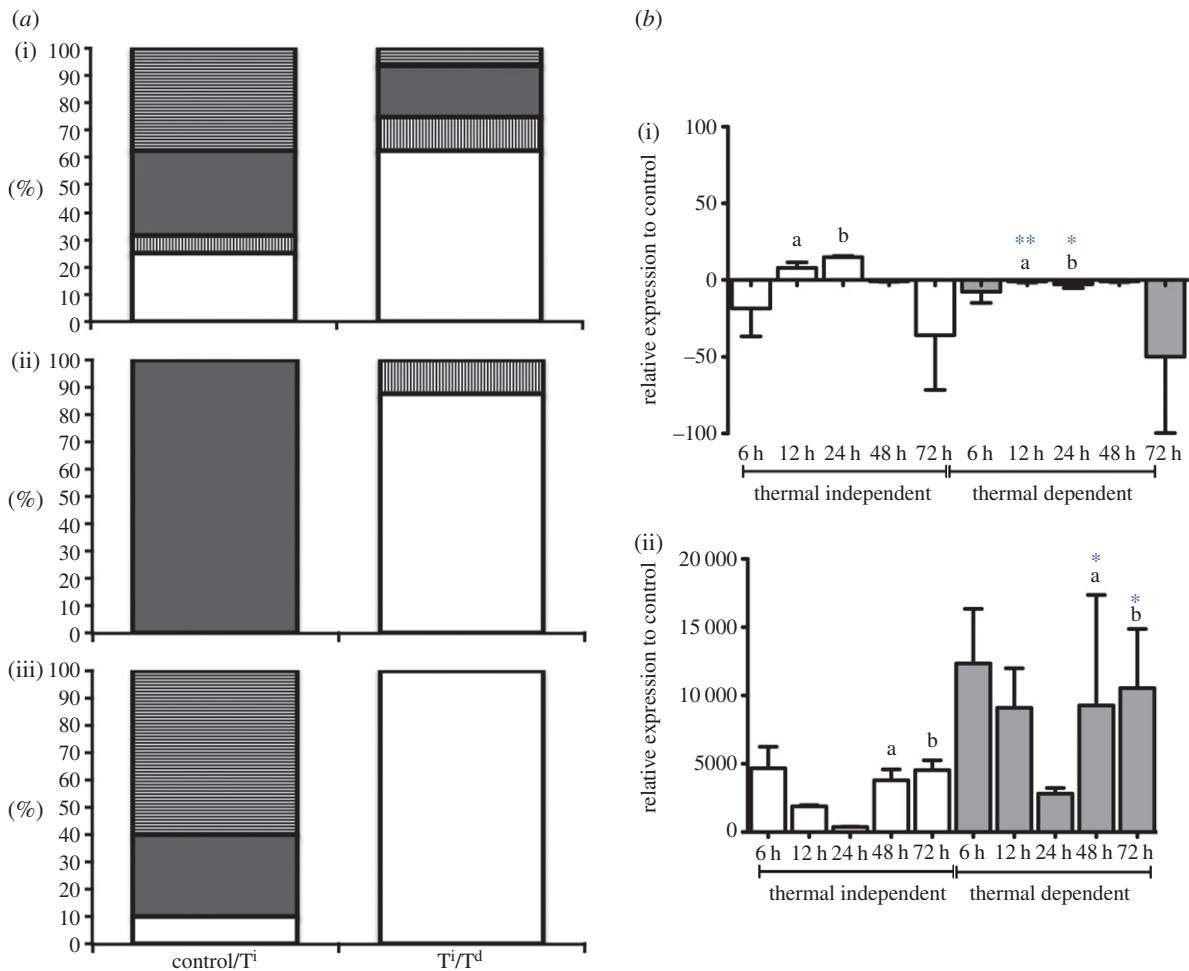 (a)
(i)
100
90
80
70
60
(%) 50
40
30
20
10
0
(ii)
100
90
80
70
60
(%) 50
40
30
20
10
0
(iii) 100
90
80
70
60
(%) 50
40
30
20
10
0
control/Tⁱ Tⁱ/Tᵈ
(b)
(i)
relative expression to control
100
50
0
–50
–100
a b
** *
a b
6 h 12 h 24 h 48 h 72 h 6 h 12 h 24 h 48 h 72 h
thermal independent thermal dependent
(ii)
relative expression to control
20 000
15 000
10 000
5000
0
a b
* *
a b
6 h 12 h 24 h 48 h 72 h 6 h 12 h 24 h 48 h 72 h
thermal independent thermal dependent